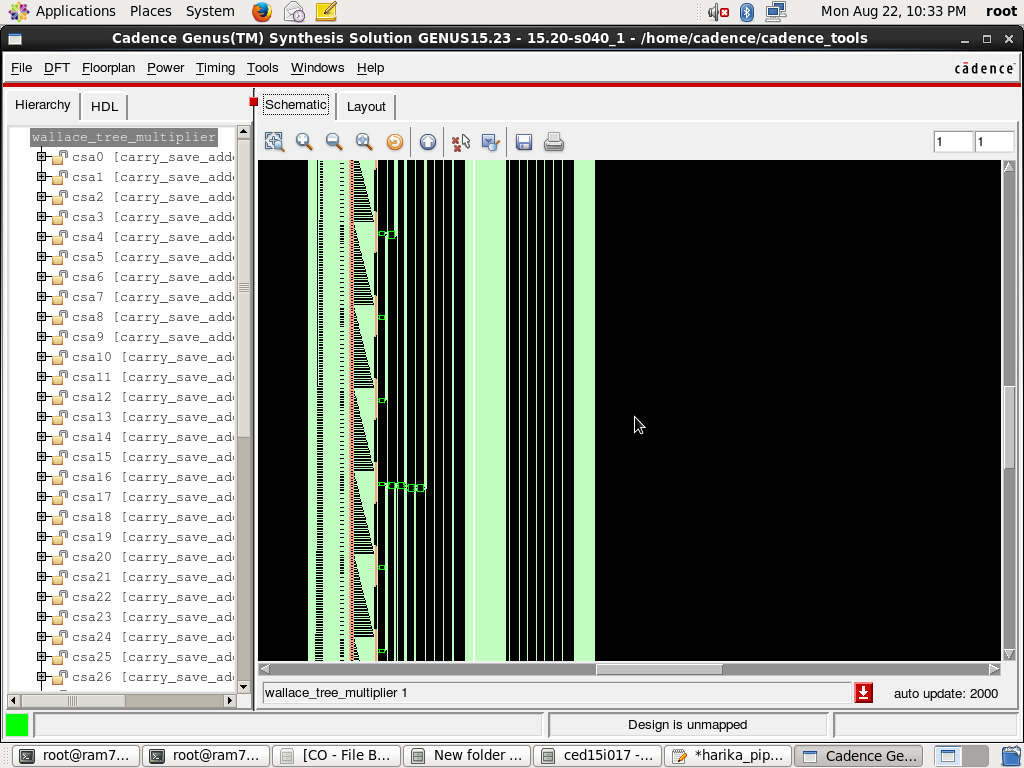 Applications Places System Mon Aug 22, 10:33 PM root
Cadence Genus(TM) Synthesis Solution GENUS15.23 - 15.20-s040_1 - /home/cadence/cadence_tools
File DFT Floorplan Power Timing Tools Windows Help cādence
Hierarchy HDL
Schematic Layout
1 1
wallace_tree_multiplier
csa0 [carry_save_add
csa1 [carry_save_add
csa2 [carry_save_add
csa3 [carry_save_add
csa4 [carry_save_add
csa5 [carry_save_add
csa6 [carry_save_add
csa7 [carry_save_add
csa8 [carry_save_add
csa9 [carry_save_add
csa10 [carry_save_ad
csa11 [carry_save_ad
csa12 [carry_save_ad
csa13 [carry_save_ad
csa14 [carry_save_ad
csa15 [carry_save_ad
csa16 [carry_save_ad
csa17 [carry_save_ad
csa18 [carry_save_ad
csa19 [carry_save_ad
csa20 [carry_save_ad
csa21 [carry_save_ad
csa22 [carry_save_ad
csa23 [carry_save_ad
csa24 [carry_save_ad
csa25 [carry_save_ad
csa26 [carry_save_ad
wallace_tree_multiplier 1 auto update: 2000
Design is unmapped
root@ram7... root@ram7... [CO - File B... New folder ... ced15i017 -... *harika_pip... Cadence Ge...